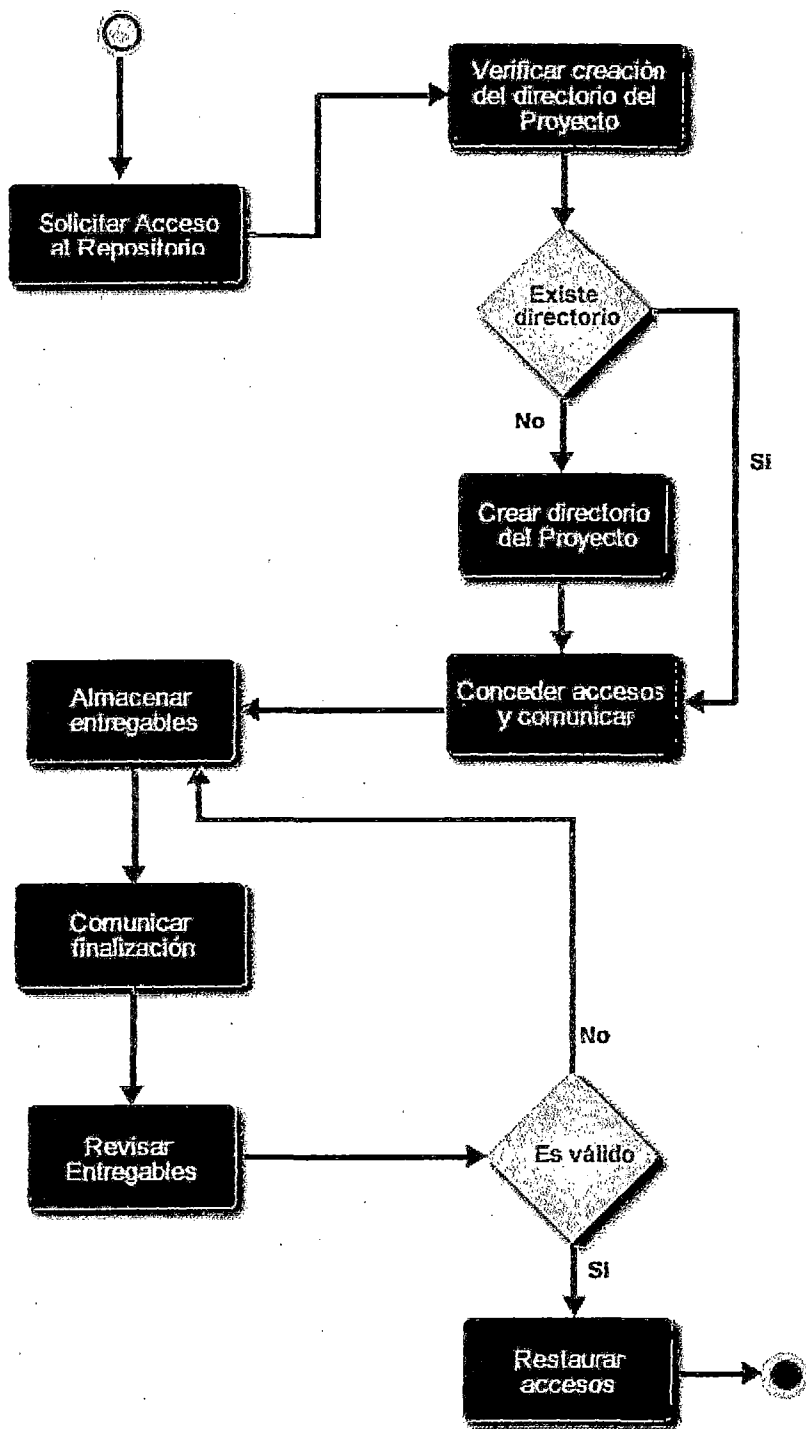 Verificar creación
del directorio del
Proyecto
Solicitar Acceso
al Repositorio
Existe
directorio
No
Si
Crear directorio
del Proyecto
Almacenar
entregables
Conceder accesos
y comunicar
Comunicar
finalización
No
Revisar
Entregables
Es válido
Si
Restaurar
accesos